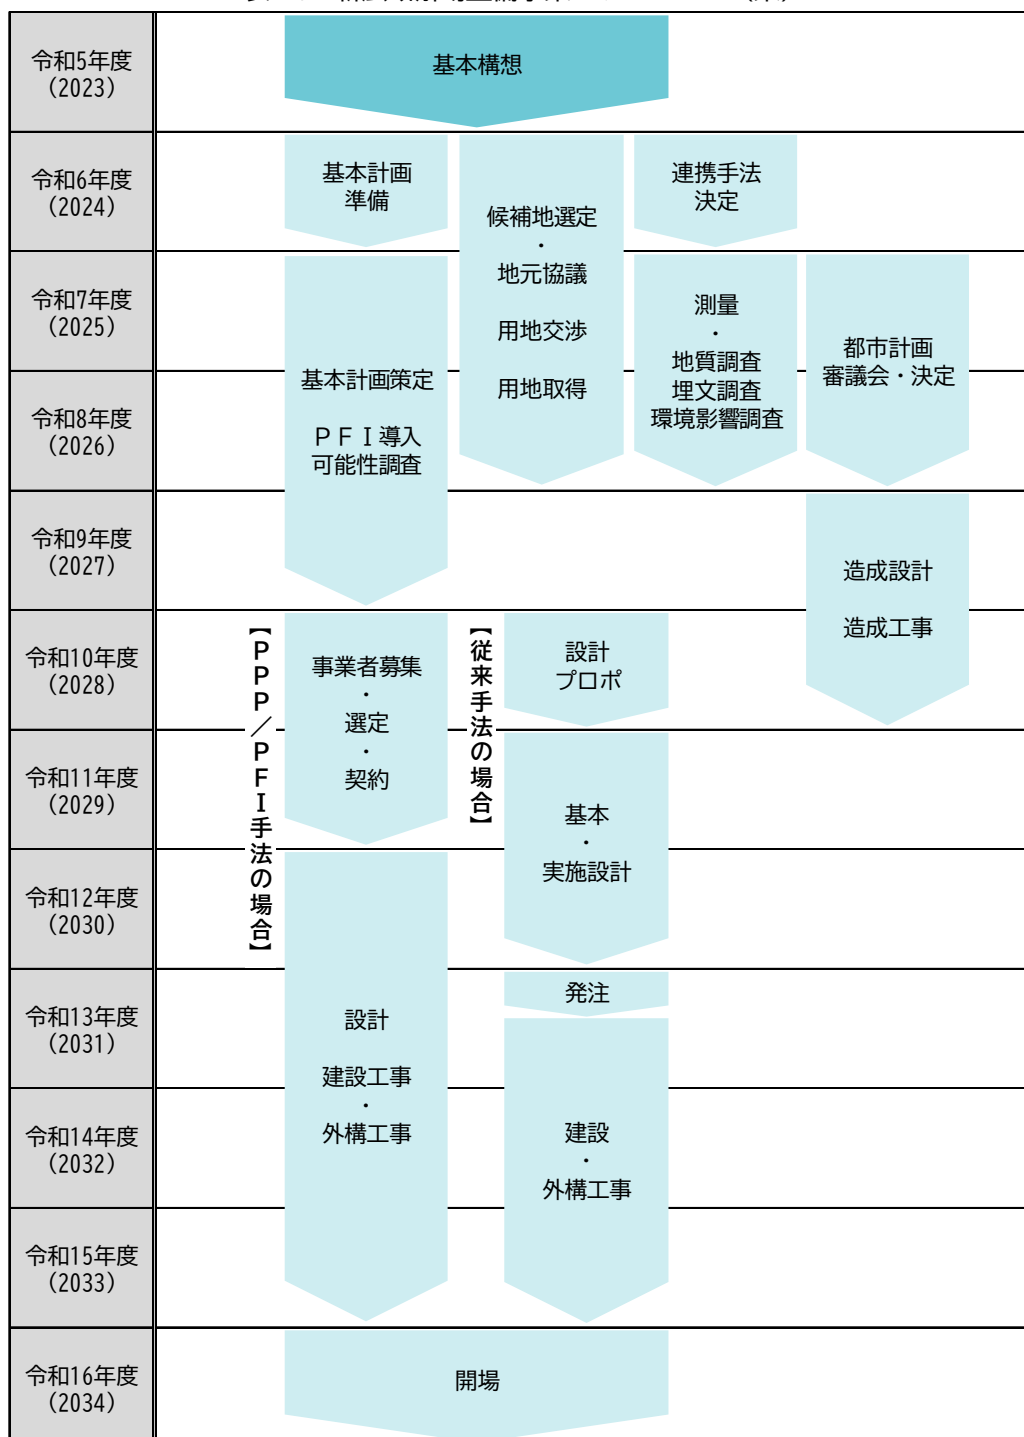 令和5年度
(2023)
基本構想
令和6年度
(2024)
基本計画
準備
候補地選定
・
地元協議
用地交渉
用地取得
連携手法
決定
令和7年度
(2025)
基本計画策定
ＰＦＩ導入
可能性調査
測量
・
地質調査
埋文調査
環境影響調査
都市計画
審議会・決定
令和8年度
(2026)
令和9年度
(2027)
造成設計
造成工事
令和10年度
(2028)
【ＰＰＰ／ＰＦＩ手法の場合】
事業者募集
・
選定
・
契約
【従来手法の場合】
設計
プロポ
令和11年度
(2029)
基本
・
実施設計
令和12年度
(2030)
設計
建設工事
・
外構工事
令和13年度
(2031)
発注
建設
・
外構工事
令和14年度
(2032)
令和15年度
(2033)
令和16年度
(2034)
開場